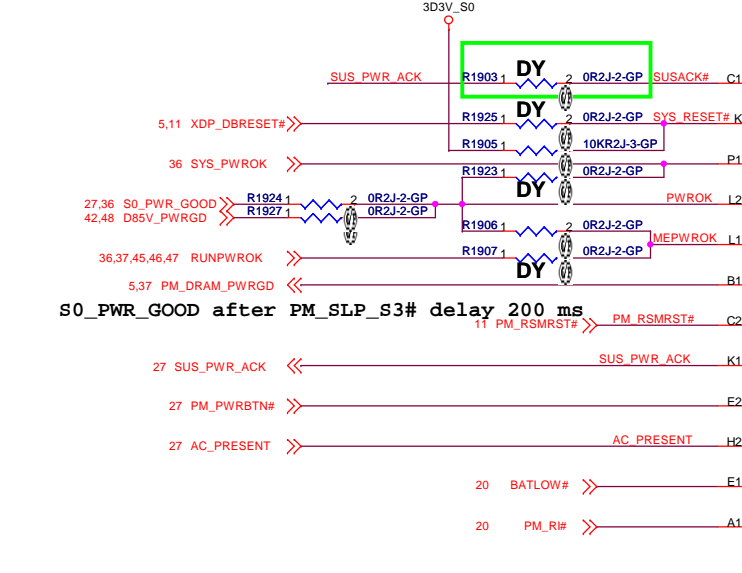 3D3V_S0
SUS_PWR_ACK R1903 1 DY 2 0R2J-2-GP SUSACK# C1
5,11 XDP_DBRESET# R1925 1 DY 2 0R2J-2-GP SYS_RESET# K
R1905 1 2 10KR2J-3-GP
36 SYS_PWROK P1
R1923 1 DY 2 0R2J-2-GP
27,36 S0_PWR_GOOD R1924 1 2 0R2J-2-GP PWROK L2
42,48 D85V_PWRGD R1927 1 0R2J-2-GP
R1906 1 2 0R2J-2-GP
MEPWROK L1
36,37,45,46,47 RUNPWROK R1907 1 DY 2 0R2J-2-GP
5,37 PM_DRAM_PWRGD B1
S0_PWR_GOOD after PM_SLP_S3# delay 200 ms
11 PM_RSMRST# PM_RSMRST# C2
27 SUS_PWR_ACK SUS_PWR_ACK K1
27 PM_PWRBTN# E2
27 AC_PRESENT AC_PRESENT H2
20 BATLOW# E1
20 PM_RI# A1